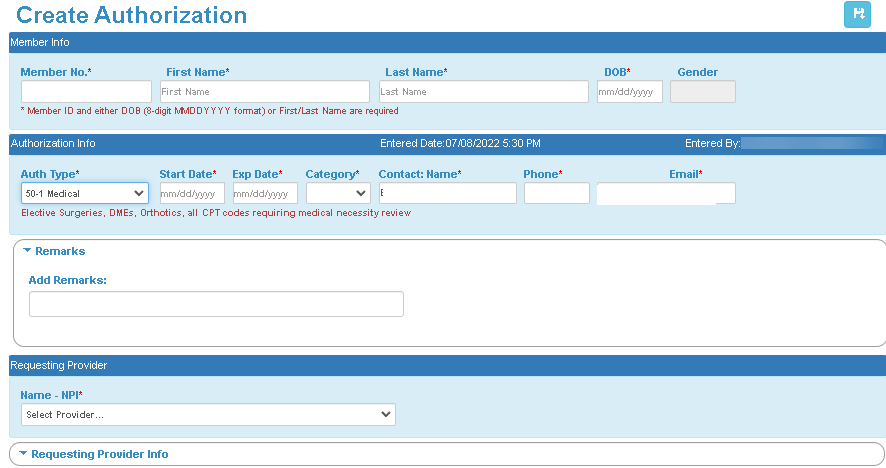 Create Authorization
Member Info
Member No.* First Name* Last Name* DOB* Gender
First Name Last Name mm/dd/yyyy
* Member ID and either DOB (8-digit MMDDYYYY format) or First/Last Name are required
Authorization Info Entered Date:07/08/2022 5:30 PM Entered By:
Auth Type* Start Date* Exp Date* Category* Contact: Name* Phone* Email*
50-1 Medical mm/dd/yyyy mm/dd/yyyy
Elective Surgeries, DMEs, Orthotics, all CPT codes requiring medical necessity review
Remarks
Add Remarks:
Requesting Provider
Name - NPI*
Select Provider...
Requesting Provider Info